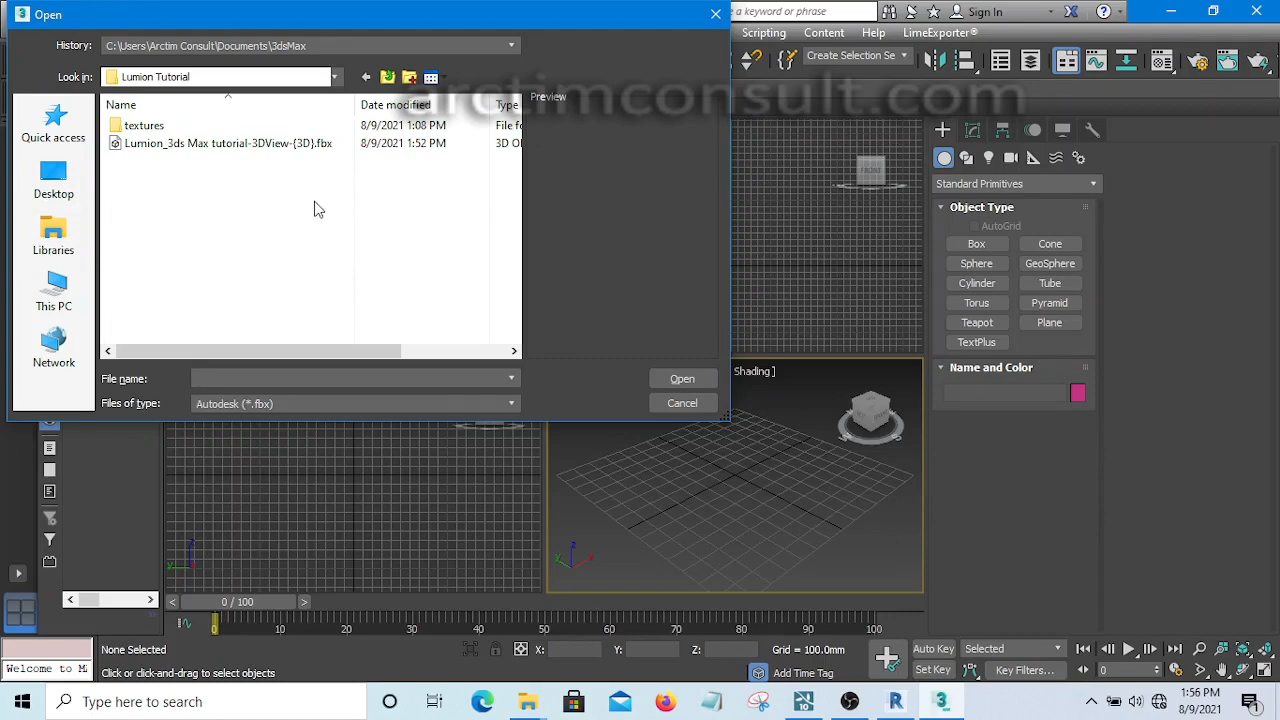 Open
a keyword or phrase
Sign In
History:
C:\Users\Arctim Consult\Documents\3dsMax
Scripting
Content
Help
LimeExporter®
Look in:
Lumion Tutorial
Create Selection Se
arctimconsult.com
Name
Date modified
Type
Preview
textures
8/9/2021 1:08 PM
File fo
Lumion_3ds Max tutorial-3DView-{3D}.fbx
8/9/2021 1:52 PM
3D O
Quick access
Desktop
Libraries
This PC
Network
File name:
Open
Files of type:
Autodesk (*.fbx)
Cancel
FRONT
Standard Primitives
Object Type
AutoGrid
Box
Cone
Sphere
GeoSphere
Cylinder
Tube
Torus
Pyramid
Teapot
Plane
TextPlus
Name and Color
Shading ]
z
y
x
z
y
x
0 / 100
0
10
20
30
40
50
60
70
80
90
100
None Selected
X:
Y:
Z:
Grid = 100.0mm
Auto Key
Selected
Welcome to M
Click or click-and-drag to select objects
Add Time Tag
Set Key
Key Filters...
0
Type here to search
1:56 PM
8/9/2021